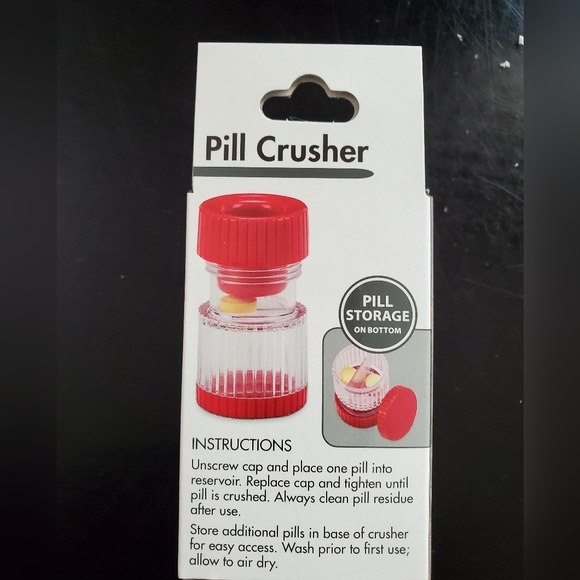 Pill Crusher
PILL
STORAGE
ON BOTTOM
INSTRUCTIONS
Unscrew cap and place one pill into
reservoir. Replace cap and tighten until
pill is crushed. Always clean pill residue
after use.
Store additional pills in base of crusher
for easy access. Wash prior to first use;
allow to air dry.